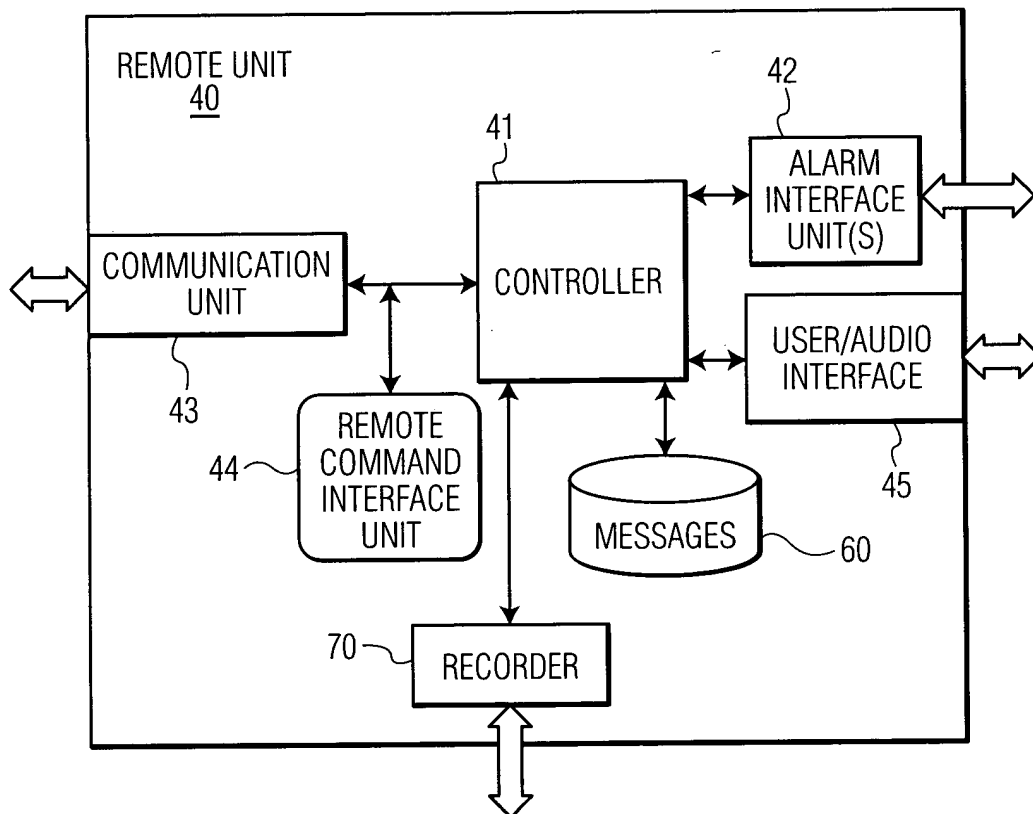 REMOTE UNIT
40
41
42
ALARM
INTERFACE
UNIT(S)
COMMUNICATION
UNIT
43
CONTROLLER
USER/AUDIO
INTERFACE
45
REMOTE
COMMAND
INTERFACE
UNIT
44
MESSAGES
60
70
RECORDER